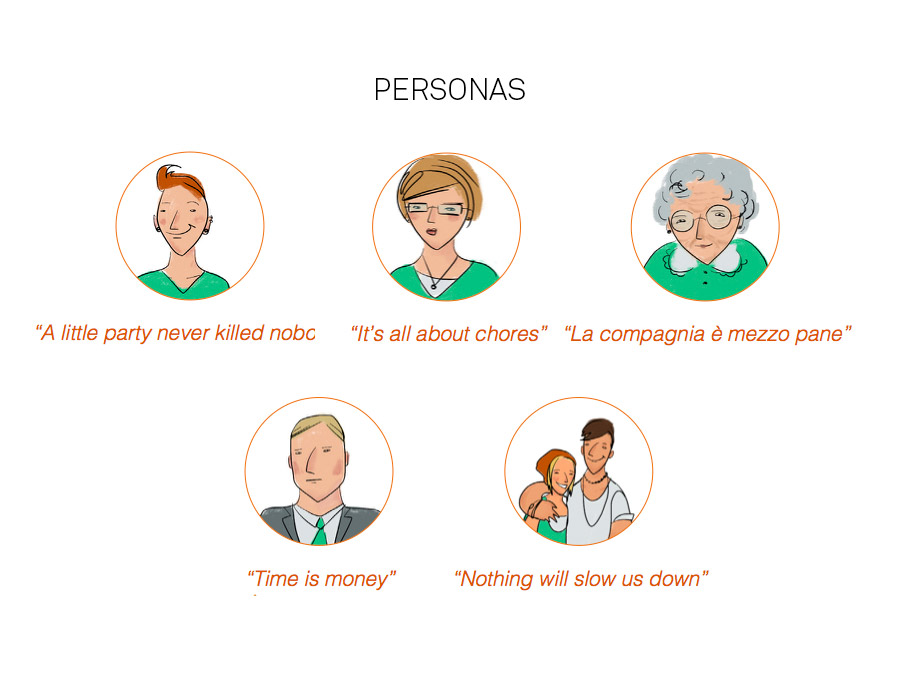 PERSONAS
“A little party never killed nobo
“It’s all about chores”
“La compagnia è mezzo pane”
“Time is money”
“Nothing will slow us down”